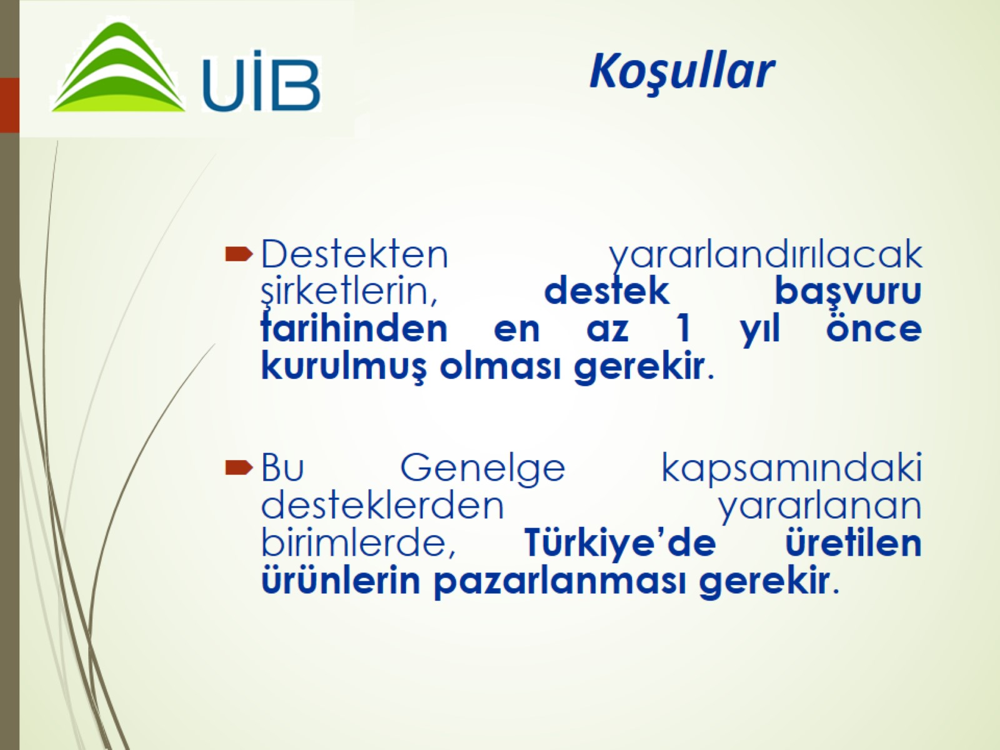 UİB
Koşullar
Destekten yararlandırılacak
şirketlerin, destek başvuru
tarihinden en az 1 yıl önce
kurulmuş olması gerekir.
Bu Genelge kapsamındaki
desteklerden yararlanan
birimlerde, Türkiye’de üretilen
ürünlerin pazarlanması gerekir.